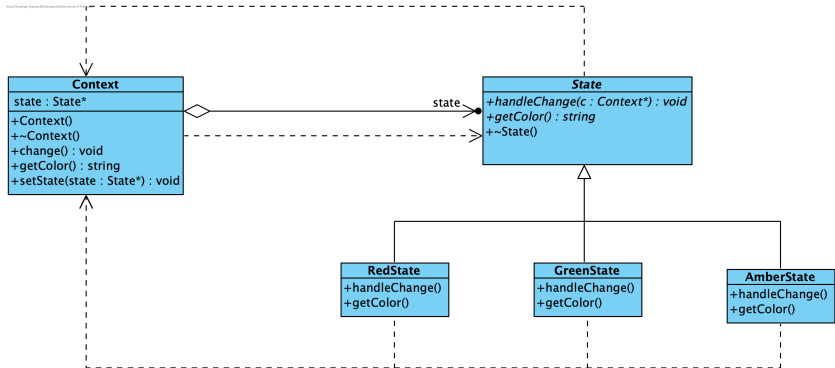 Context
state : State*
+Context()
+~Context()
+change() : void
+getColor() : string
+setState(state : State*) : void
state
State
+handleChange(c : Context*) : void
+getColor() : string
+~State()
RedState
+handleChange()
+getColor()
GreenState
+handleChange()
+getColor()
AmberState
+handleChange()
+getColor()